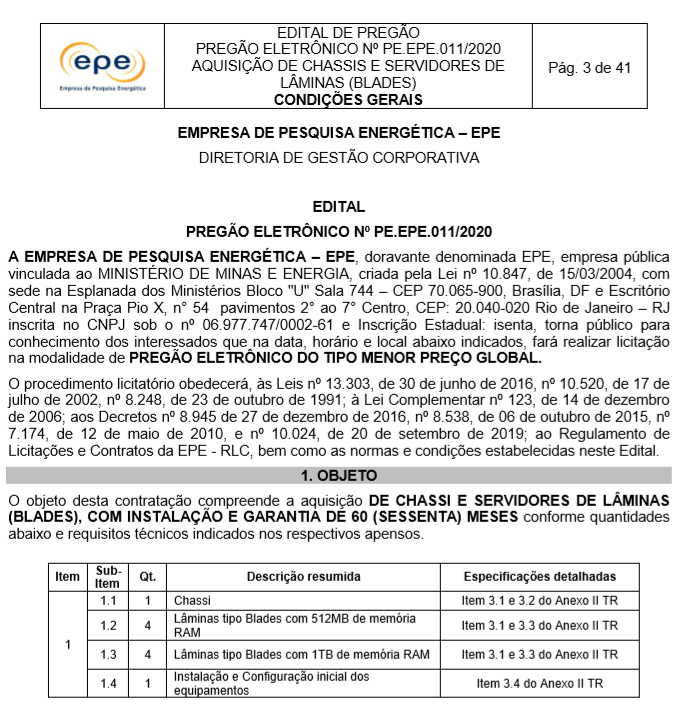 epe
Empresa de Pesquisa Energética
EDITAL DE PREGÃO
PREGÃO ELETRÔNICO Nº PE.EPE.011/2020
AQUISIÇÃO DE CHASSIS E SERVIDORES DE
LÂMINAS (BLADES)
CONDIÇÕES GERAIS
Pág. 3 de 41
EMPRESA DE PESQUISA ENERGÉTICA – EPE
DIRETORIA DE GESTÃO CORPORATIVA
EDITAL
PREGÃO ELETRÔNICO Nº PE.EPE.011/2020
A EMPRESA DE PESQUISA ENERGÉTICA – EPE, doravante denominada EPE, empresa pública
vinculada ao MINISTÉRIO DE MINAS E ENERGIA, criada pela Lei nº 10.847, de 15/03/2004, com
sede na Esplanada dos Ministérios Bloco "U" Sala 744 – CEP 70.065-900, Brasília, DF e Escritório
Central na Praça Pio X, n° 54 pavimentos 2° ao 7° Centro, CEP: 20.040-020 Rio de Janeiro – RJ
inscrita no CNPJ sob o nº 06.977.747/0002-61 e Inscrição Estadual: isenta, torna público para
conhecimento dos interessados que na data, horário e local abaixo indicados, fará realizar licitação
na modalidade de PREGÃO ELETRÔNICO DO TIPO MENOR PREÇO GLOBAL.
O procedimento licitatório obedecerá, às Leis nº 13.303, de 30 de junho de 2016, nº 10.520, de 17 de
julho de 2002, nº 8.248, de 23 de outubro de 1991; à Lei Complementar nº 123, de 14 de dezembro
de 2006; aos Decretos nº 8.945 de 27 de dezembro de 2016, nº 8.538, de 06 de outubro de 2015, nº
7.174, de 12 de maio de 2010, e nº 10.024, de 20 de setembro de 2019; ao Regulamento de
Licitações e Contratos da EPE - RLC, bem como as normas e condições estabelecidas neste Edital.
1. OBJETO
O objeto desta contratação compreende a aquisição DE CHASSI E SERVIDORES DE LÂMINAS
(BLADES), COM INSTALAÇÃO E GARANTIA DE 60 (SESSENTA) MESES conforme quantidades
abaixo e requisitos técnicos indicados nos respectivos apensos.
Item Sub-Item Qt. Descrição resumida Especificações detalhadas
1
1.1 1 Chassi Item 3.1 e 3.2 do Anexo II TR
1.2 4 Lâminas tipo Blades com 512MB de memória RAM Item 3.1 e 3.3 do Anexo II TR
1.3 4 Lâminas tipo Blades com 1TB de memória RAM Item 3.1 e 3.3 do Anexo II TR
1.4 1 Instalação e Configuração inicial dos equipamentos Item 3.4 do Anexo II TR